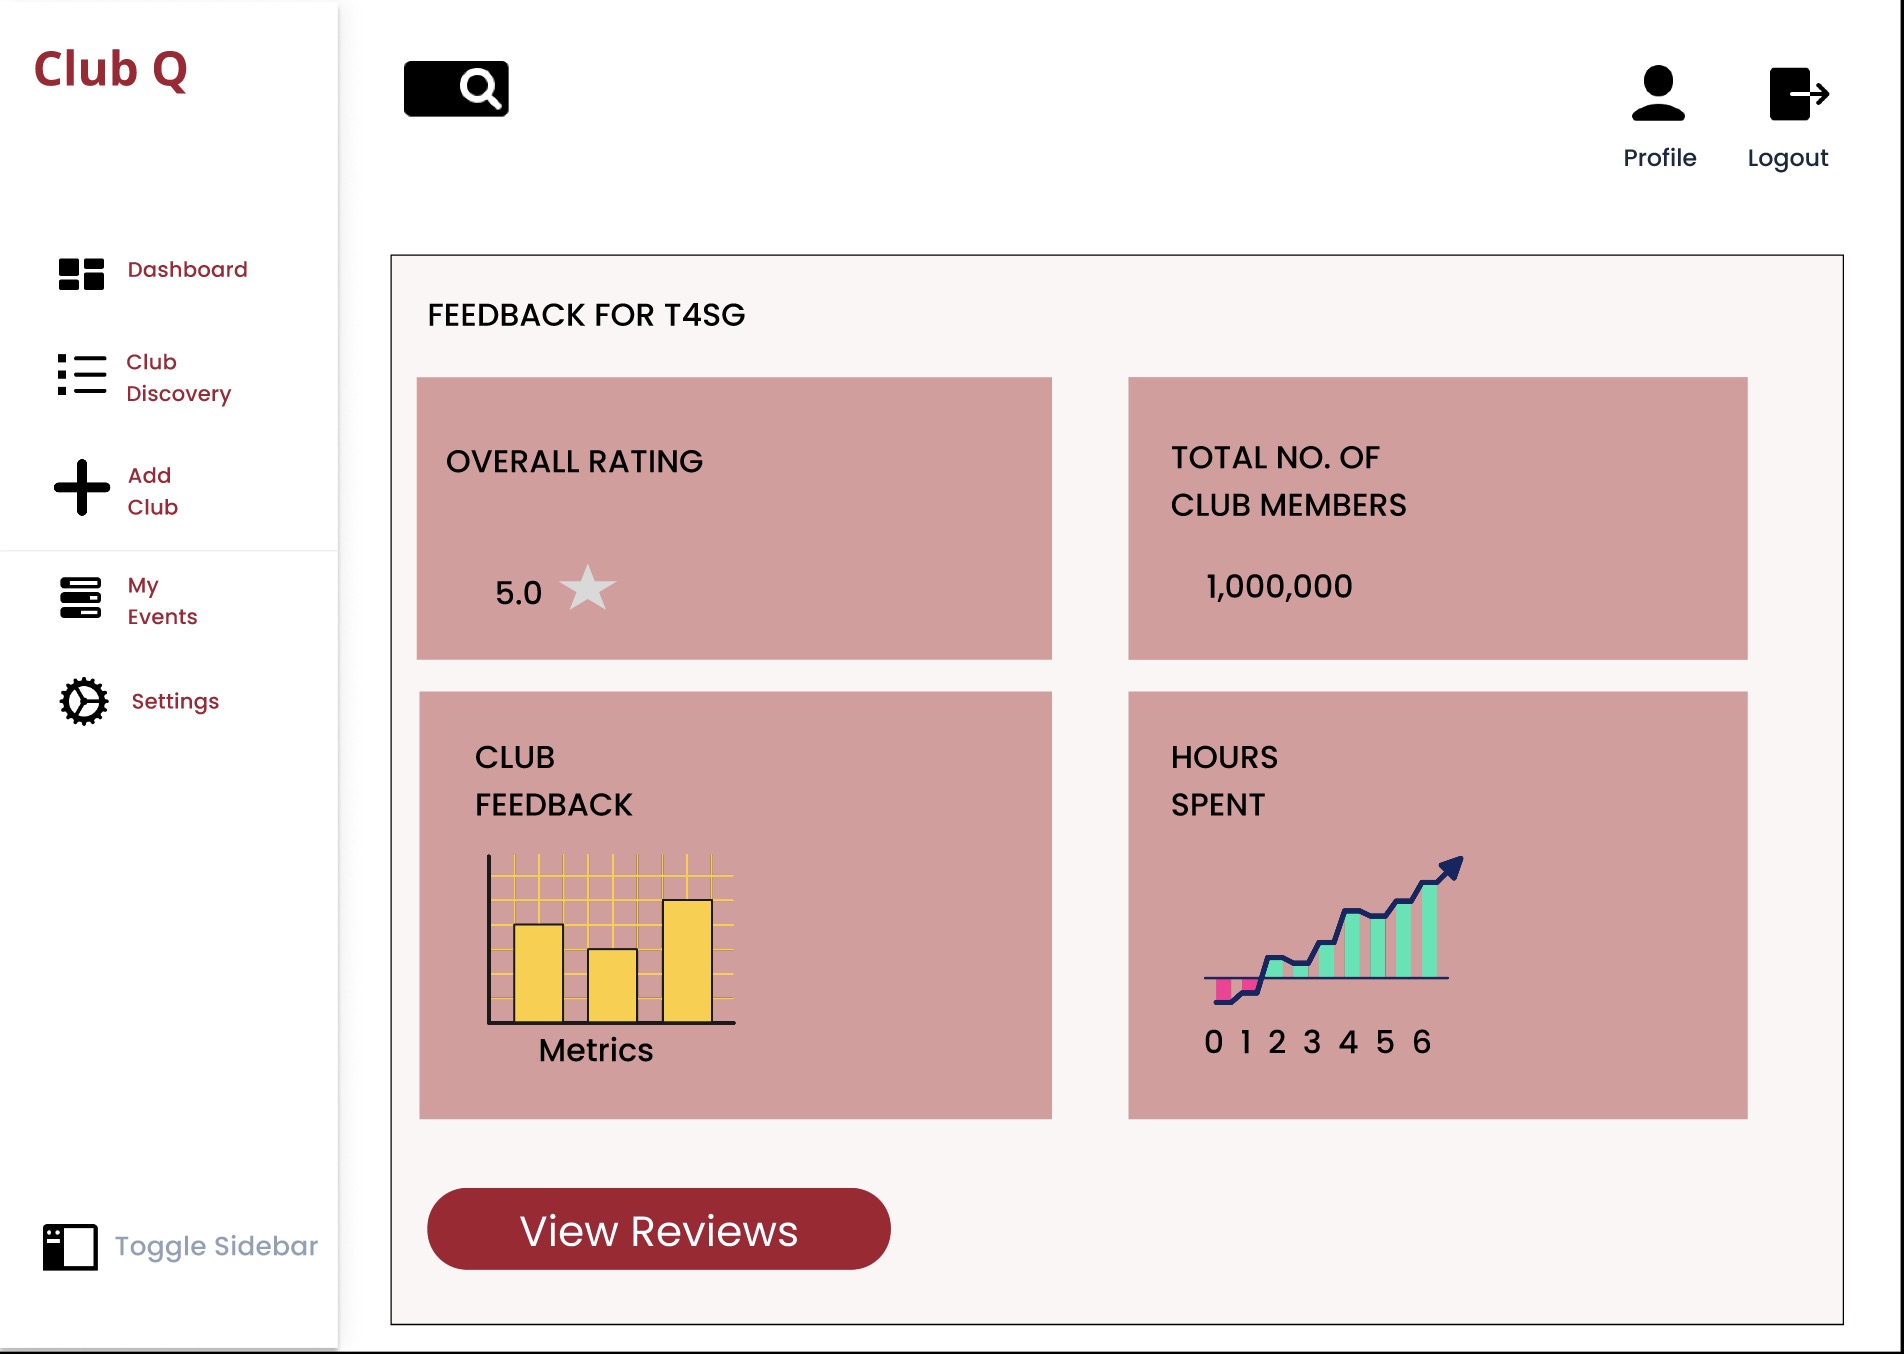 Club Q
Profile
Logout
Dashboard
Club
Discovery
Add
Club
My
Events
Settings
Toggle Sidebar
FEEDBACK FOR T4SG
OVERALL RATING
5.0
TOTAL NO. OF
CLUB MEMBERS
1,000,000
CLUB
FEEDBACK
Metrics
HOURS
SPENT
0 1 2 3 4 5 6
View Reviews